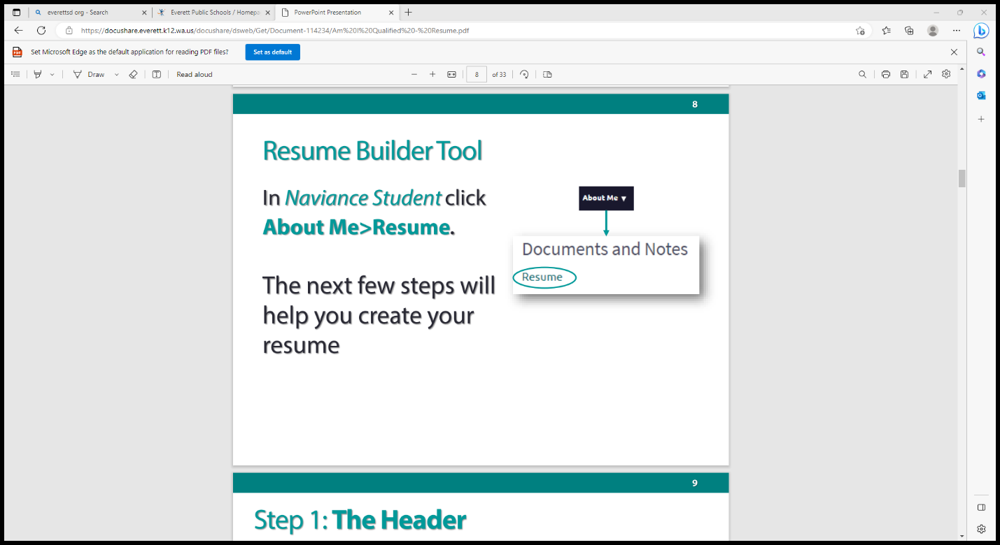 everettsd org - Search
Everett Public Schools / Homepa
PowerPoint Presentation
https://docushare.everett.k12.wa.us/docushare/dsweb/Get/Document-114234/Am%20I%20Qualified%20-%20Resume.pdf
Set Microsoft Edge as the default application for reading PDF files?
Set as default
Draw
Read aloud
8
of 33
8
Resume Builder Tool
In Naviance Student click
About Me>Resume.
The next few steps will
help you create your
resume
About Me ▼
Documents and Notes
Resume
9
Step 1: The Header